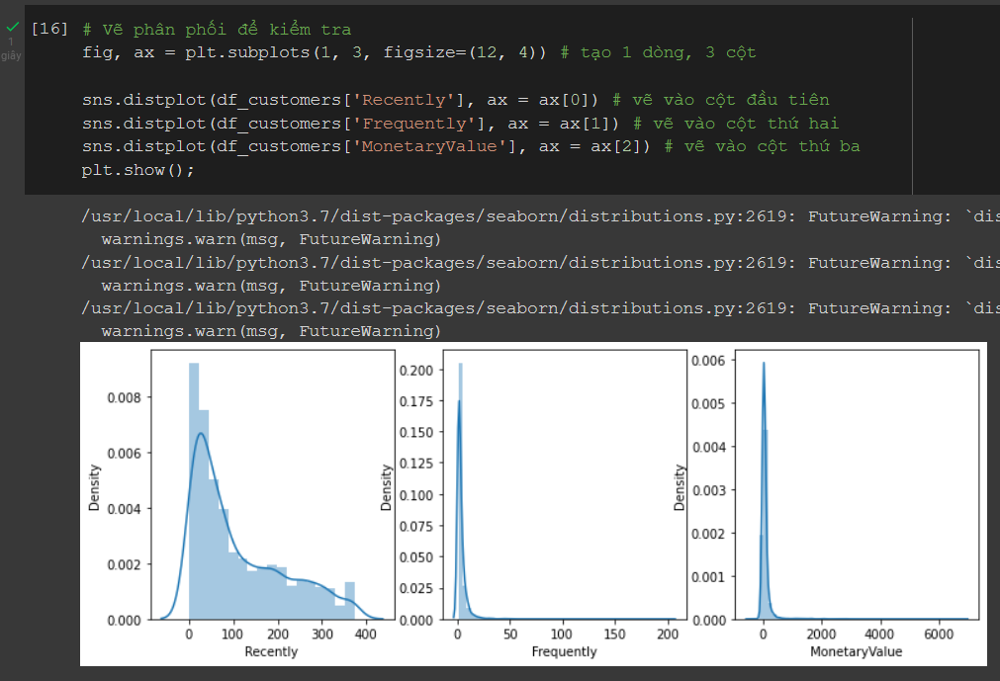 [16] # Vẽ phân phối để kiểm tra
1
giây
fig, ax = plt.subplots(1, 3, figsize=(12, 4)) # tạo 1 dòng, 3 cột
sns.distplot(df_customers['Recently'], ax = ax[0]) # vẽ vào cột đầu tiên
sns.distplot(df_customers['Frequently'], ax = ax[1]) # vẽ vào cột thứ hai
sns.distplot(df_customers['MonetaryValue'], ax = ax[2]) # vẽ vào cột thứ ba
plt.show();
/usr/local/lib/python3.7/dist-packages/seaborn/distributions.py:2619: FutureWarning: `dis
warnings.warn(msg, FutureWarning)
/usr/local/lib/python3.7/dist-packages/seaborn/distributions.py:2619: FutureWarning: `dis
warnings.warn(msg, FutureWarning)
/usr/local/lib/python3.7/dist-packages/seaborn/distributions.py:2619: FutureWarning: `dis
warnings.warn(msg, FutureWarning)
0.008
0.006
0.004
0.002
0.000
Density
0 100 200 300 400
Recently
0.200
0.175
0.150
0.125
0.100
0.075
0.050
0.025
0.000
Density
0 50 100 150 200
Frequently
0.006
0.005
0.004
0.003
0.002
0.001
0.000
Density
0 2000 4000 6000
MonetaryValue